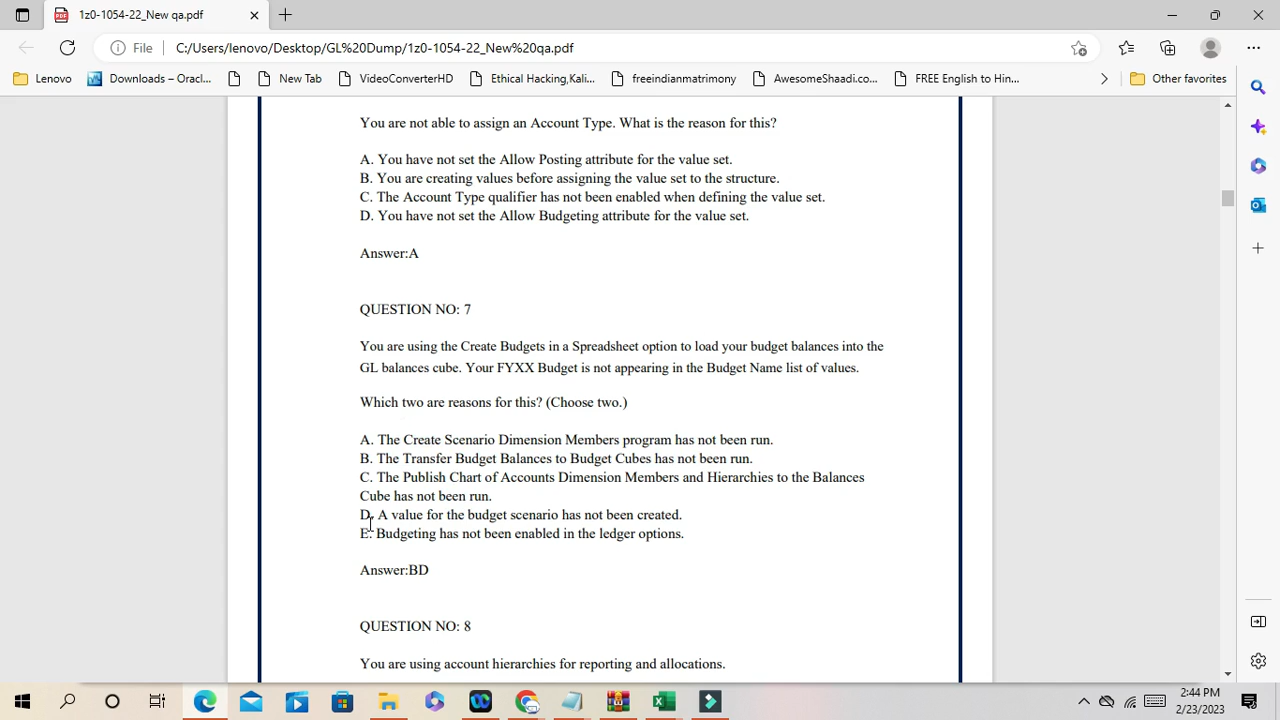 1z0-1054-22_New qa.pdf
File
C:/Users/lenovo/Desktop/GL%20Dump/1z0-1054-22_New%20qa.pdf
Lenovo
Downloads – Oracl...
New Tab
VideoConverterHD
Ethical Hacking,Kali...
freeindianmatrimuny
AwesomeShaadi.co...
FREE English to Hin...
Other favorites
You are not able to assign an Account Type. What is the reason for this?
A. You have not set the Allow Posting attribute for the value set.
B. You are creating values before assigning the value set to the structure.
C. The Account Type qualifier has not been enabled when defining the value set.
D. You have not set the Allow Budgeting attribute for the value set.
Answer:A
QUESTION NO: 7
You are using the Create Budgets in a Spreadsheet option to load your budget balances into the
GL balances cube. Your FYXX Budget is not appearing in the Budget Name list of values.
Which two are reasons for this? (Choose two.)
A. The Create Scenario Dimension Members program has not been run.
B. The Transfer Budget Balances to Budget Cubes has not been run.
C. The Publish Chart of Accounts Dimension Members and Hierarchies to the Balances
Cube has not been run.
D. A value for the budget scenario has not been created.
E. Budgeting has not been enabled in the ledger options.
Answer:BD
QUESTION NO: 8
You are using account hierarchies for reporting and allocations.
2:44 PM
2/23/2023